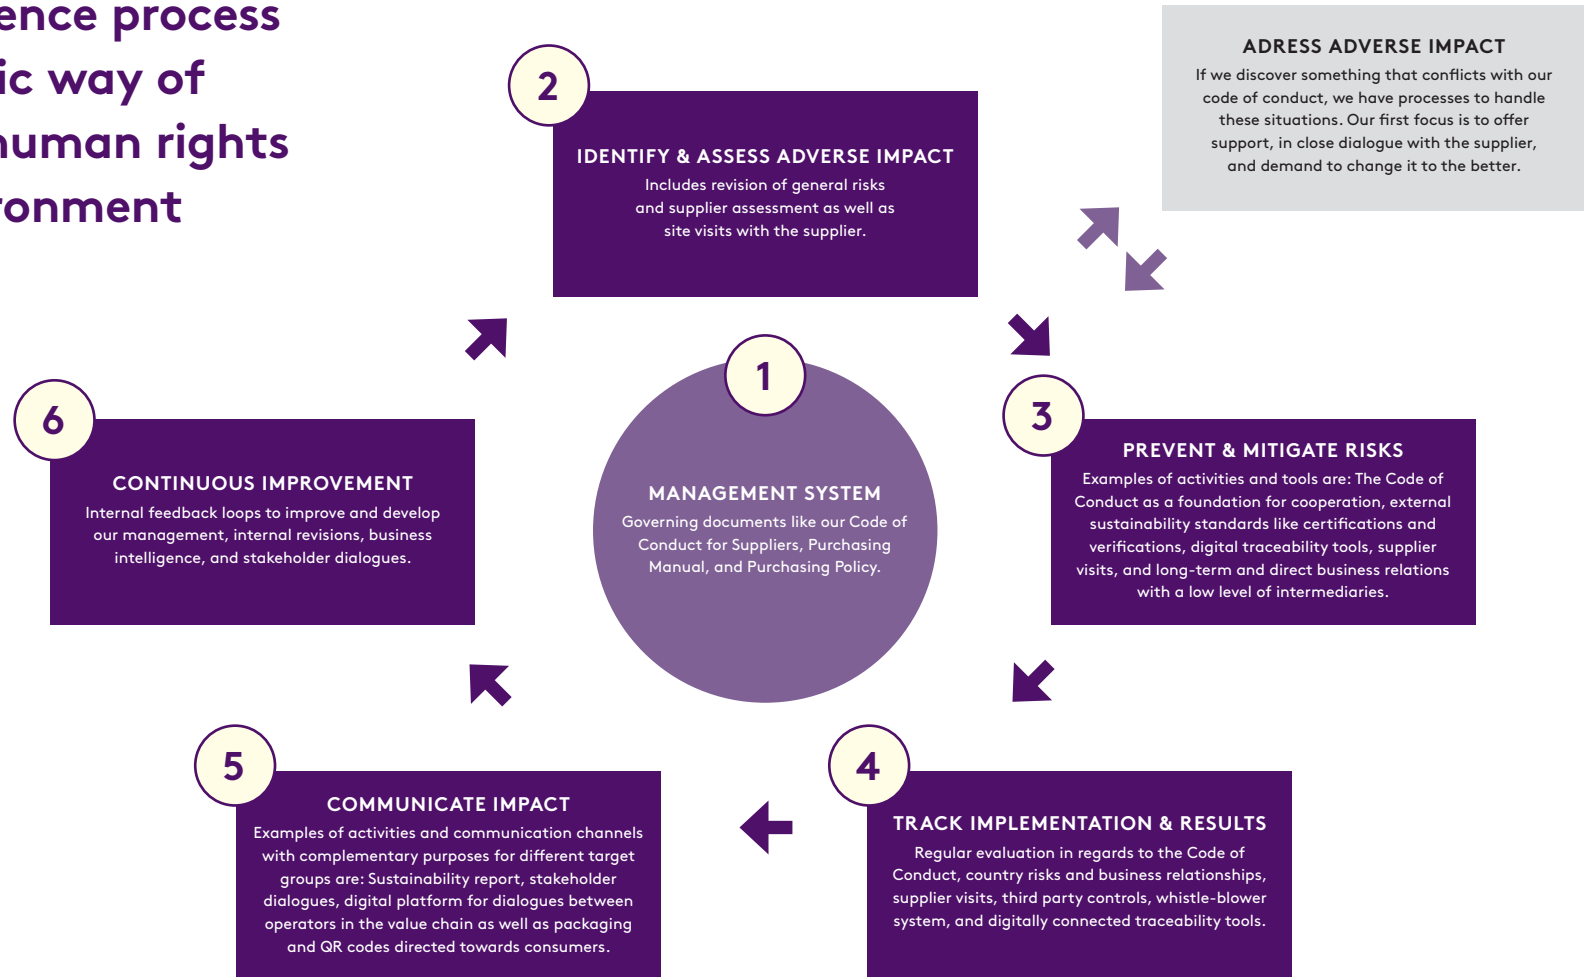 ence process
ic way of
human rights
ronment
ADRESS ADVERSE IMPACT
If we discover something that conflicts with our
code of conduct, we have processes to handle
these situations. Our first focus is to offer
support, in close dialogue with the supplier,
and demand to change it to the better.
2
IDENTIFY & ASSESS ADVERSE IMPACT
Includes revision of general risks
and supplier assessment as well as
site visits with the supplier.
1
MANAGEMENT SYSTEM
Governing documents like our Code of
Conduct for Suppliers, Purchasing
Manual, and Purchasing Policy.
3
PREVENT & MITIGATE RISKS
Examples of activities and tools are: The Code of
Conduct as a foundation for cooperation, external
sustainability standards like certifications and
verifications, digital traceability tools, supplier
visits, and long-term and direct business relations
with a low level of intermediaries.
6
CONTINUOUS IMPROVEMENT
Internal feedback loops to improve and develop
our management, internal revisions, business
intelligence, and stakeholder dialogues.
5
COMMUNICATE IMPACT
Examples of activities and communication channels
with complementary purposes for different target
groups are: Sustainability report, stakeholder
dialogues, digital platform for dialogues between
operators in the value chain as well as packaging
and QR codes directed towards consumers.
4
TRACK IMPLEMENTATION & RESULTS
Regular evaluation in regards to the Code of
Conduct, country risks and business relationships,
supplier visits, third party controls, whistle-blower
system, and digitally connected traceability tools.